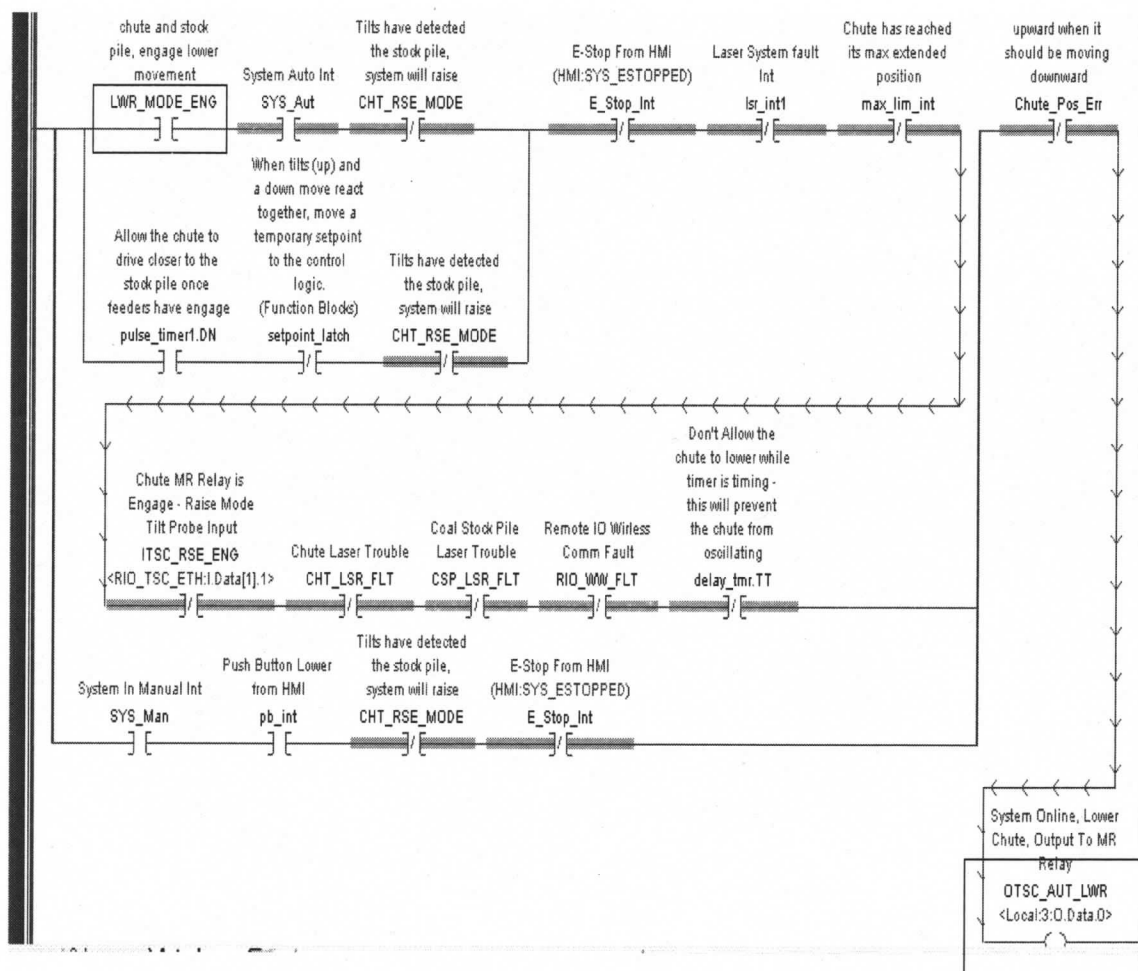 chute and stock
pile, engage lower
movement
LWR_MODE_ENG
System Auto Int
SYS_Aut
Tilts have detected
the stock pile,
system will raise
CHT_RSE_MODE
E-Stop From HMI
(HMI:SYS_ESTOPPED)
E_Stop_Int
Laser System fault
Int
lsr_int1
Chute has reached
its max extended
position
max_lim_int
upward when it
should be moving
downward
Chute_Pos_Err
Allow the chute to
drive closer to the
stock pile once
feeders have engage
pulse_timer1.DN
When tilts (up) and
a down move react
together, move a
temporary setpoint
to the control
logic.
(Function Blocks)
setpoint_latch
Tilts have detected
the stock pile,
system will raise
CHT_RSE_MODE
Chute MR Relay is
Engage - Raise Mode
Tilt Probe Input
ITSC_RSE_ENG
<RIO_TSC_ETH:I.Data[1].1>
Chute Laser Trouble
CHT_LSR_FLT
Coal Stock Pile
Laser Trouble
CSP_LSR_FLT
Remote IO Wirless
Comm Fault
RIO_WW_FLT
Don't Allow the
chute to lower while
timer is timing -
this will prevent
the chute from
oscillating
delay_tmr.TT
System In Manual Int
SYS_Man
Push Button Lower
from HMI
pb_int
Tilts have detected
the stock pile,
system will raise
CHT_RSE_MODE
E-Stop From HMI
(HMI:SYS_ESTOPPED)
E_Stop_Int
System Online, Lower
Chute, Output To MR
Relay
OTSC_AUT_LWR
<Local:3:O.Data.0>